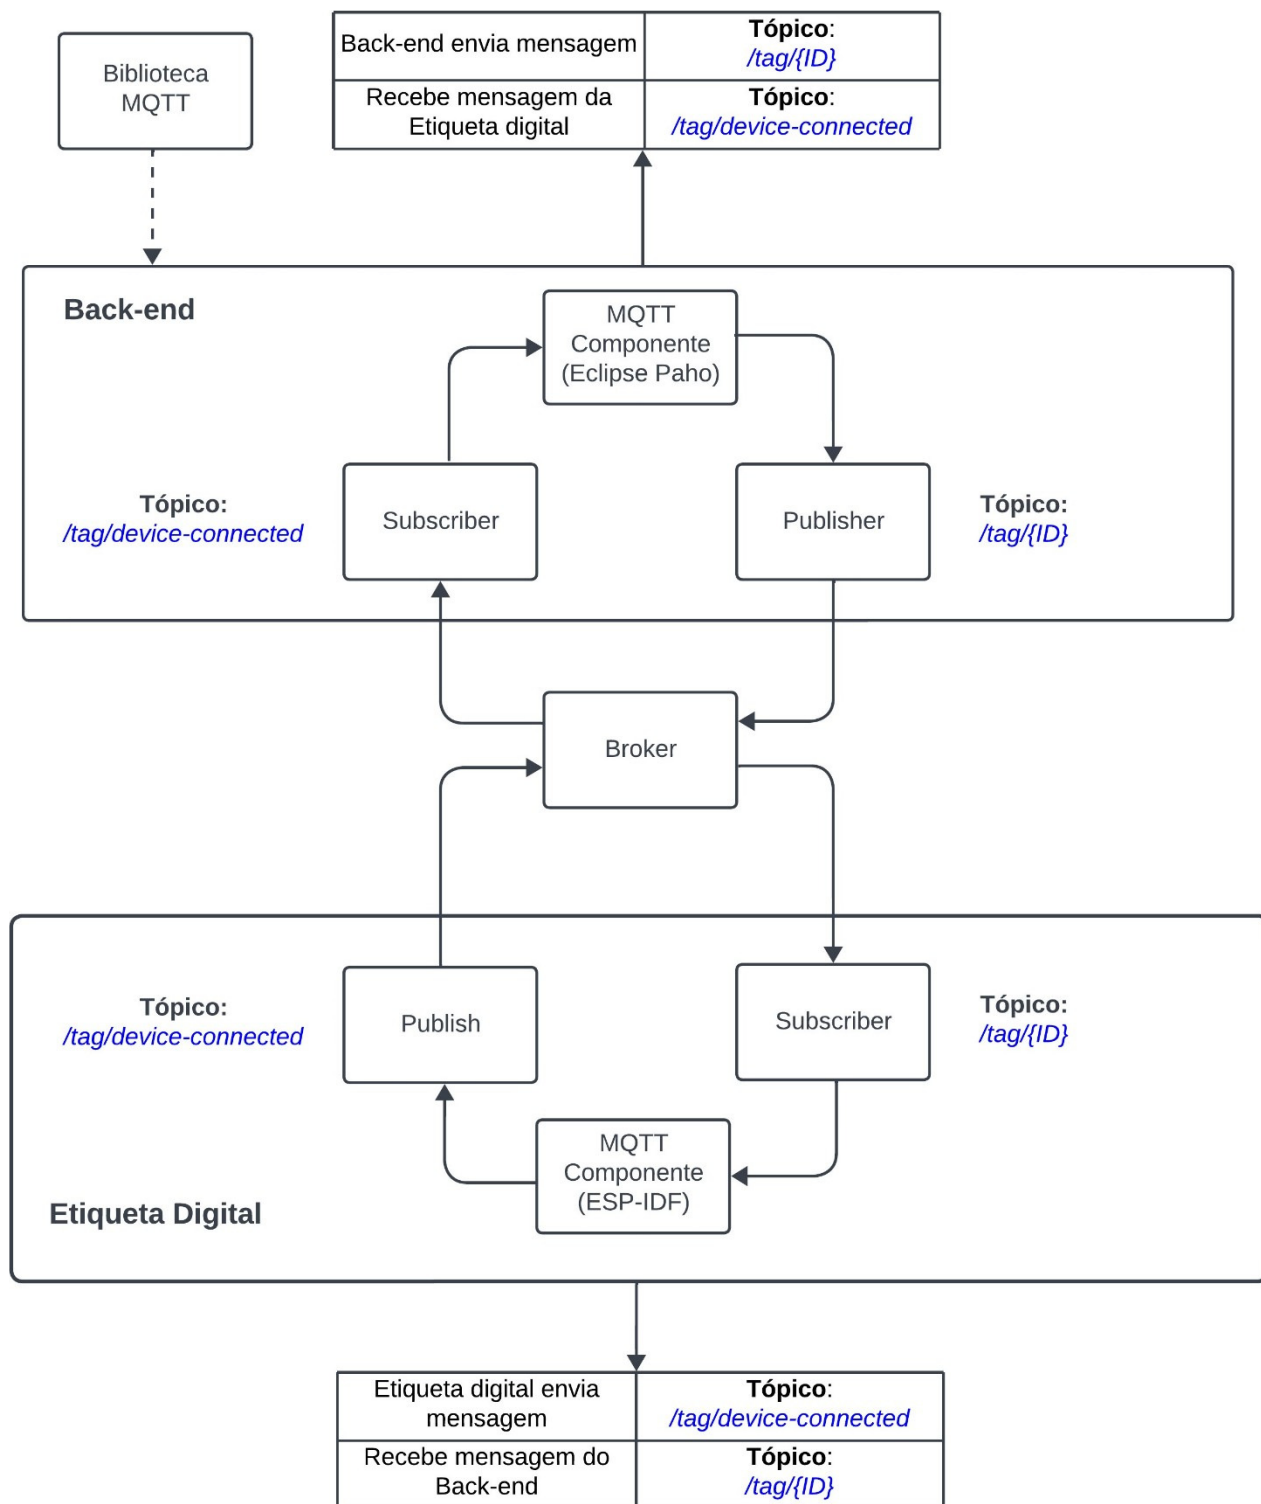 Biblioteca
MQTT
Back-end envia mensagem
Tópico:
/tag/{ID}
Recebe mensagem da
Etiqueta digital
Tópico:
/tag/device-connected
Back-end
MQTT
Componente
(Eclipse Paho)
Tópico:
/tag/device-connected
Subscriber
Publisher
Tópico:
/tag/{ID}
Broker
Tópico:
/tag/device-connected
Publish
Subscriber
Tópico:
/tag/{ID}
MQTT
Componente
(ESP-IDF)
Etiqueta Digital
Etiqueta digital envia
mensagem
Tópico:
/tag/device-connected
Recebe mensagem do
Back-end
Tópico:
/tag/{ID}